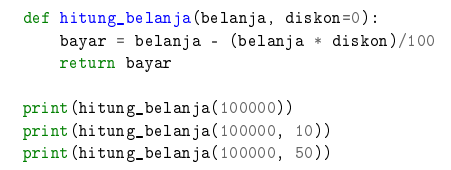 def hitung_belanja(belanja, diskon=0):
    bayar = belanja - (belanja * diskon)/100
    return bayar

print(hitung_belanja(100000))
print(hitung_belanja(100000, 10))
print(hitung_belanja(100000, 50))